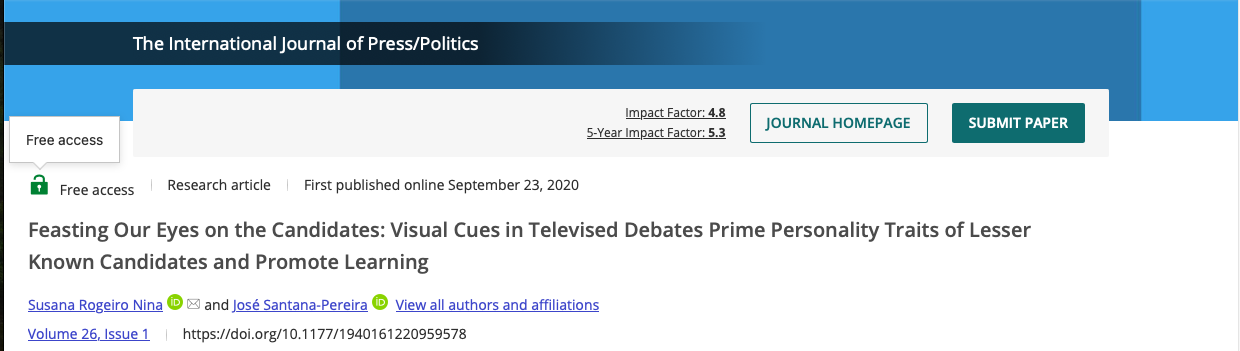 The International Journal of Press/Politics
Impact Factor: 4.8
5-Year Impact Factor: 5.3
JOURNAL HOMEPAGE
SUBMIT PAPER
Free access
Free access
Research article
First published online September 23, 2020
Feasting Our Eyes on the Candidates: Visual Cues in Televised Debates Prime Personality Traits of Lesser
Known Candidates and Promote Learning
Susana Rogeiro Nina iD and José Santana-Pereira iD View all authors and affiliations
Volume 26, Issue 1
https://doi.org/10.1177/1940161220959578